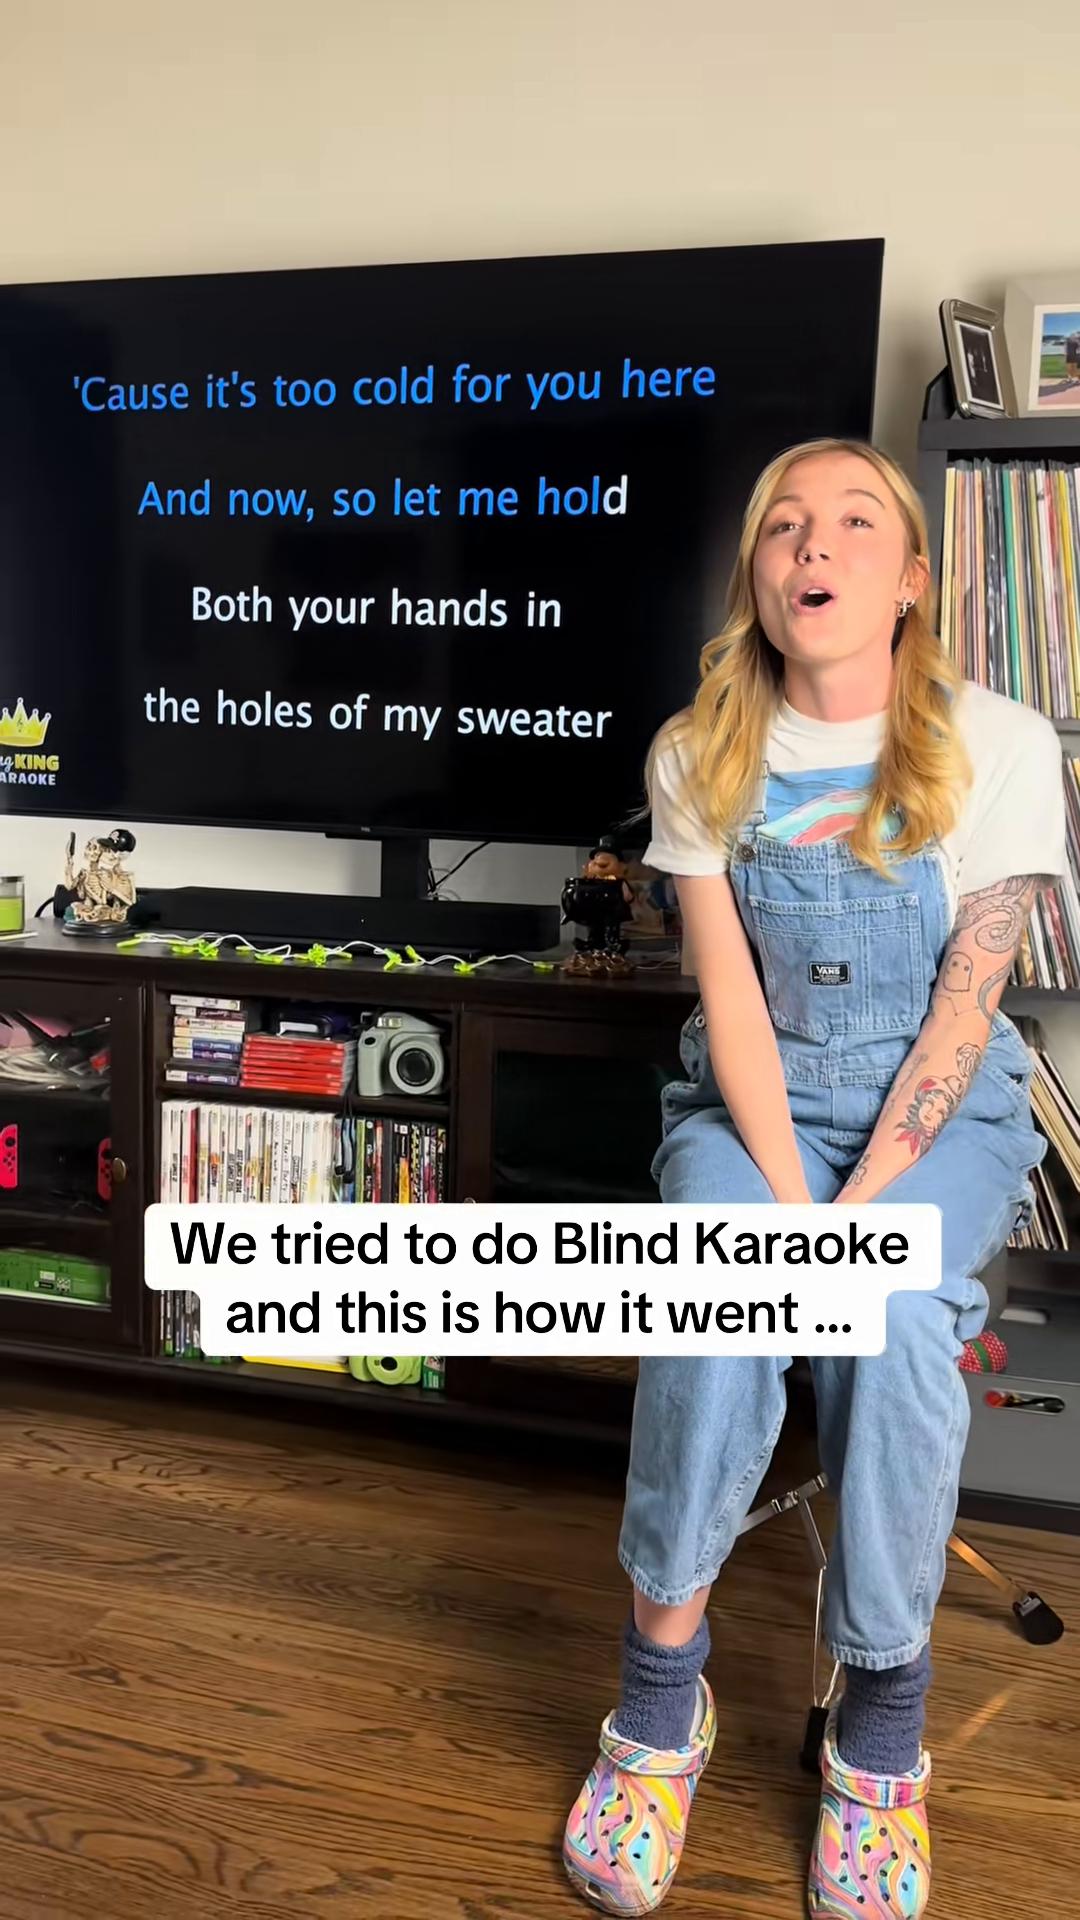 'Cause it's too cold for you here
And now, so let me hold
Both your hands in
the holes of my sweater
KING
ARAOKE
VANS
We tried to do Blind Karaoke
and this is how it went ...